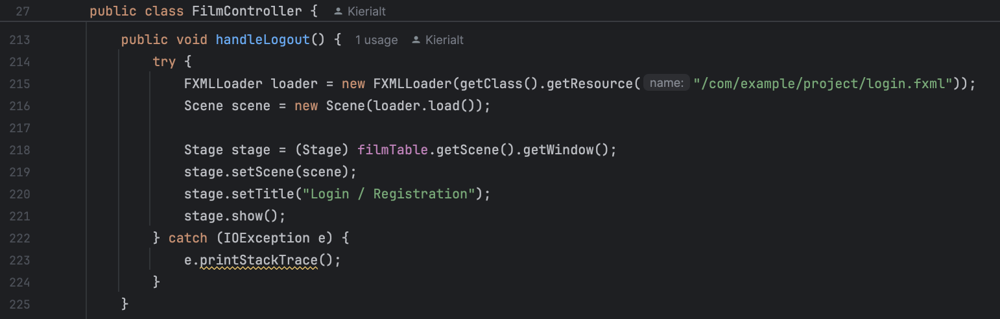 27 public class FilmController { Kierialt
213 public void handleLogout() { 1 usage Kierialt
214 try {
215 FXMLLoader loader = new FXMLLoader(getClass().getResource( name: "/com/example/project/login.fxml"));
216 Scene scene = new Scene(loader.load());
217
218 Stage stage = (Stage) filmTable.getScene().getWindow();
219 stage.setScene(scene);
220 stage.setTitle("Login / Registration");
221 stage.show();
222 } catch (IOException e) {
223 e.printStackTrace();
224 }
225 }